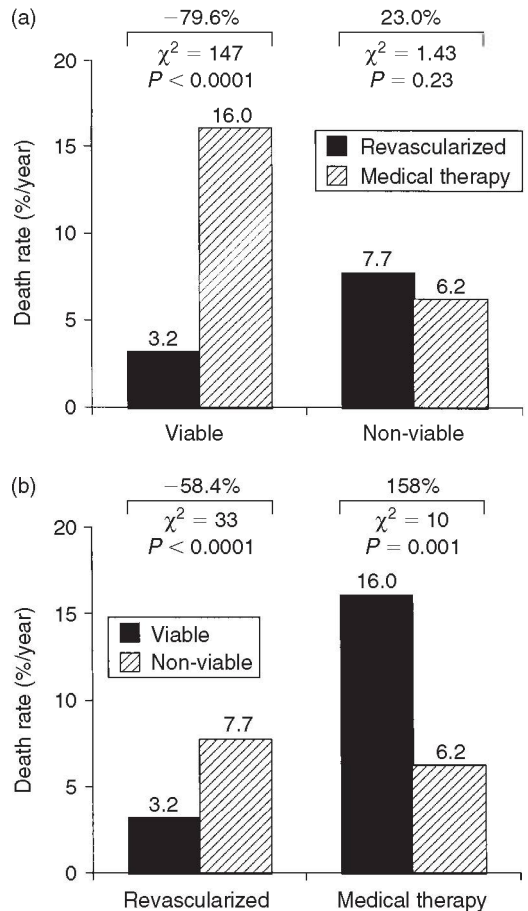 (a)
−79.6% 23.0%
χ² = 147 χ² = 1.43
P < 0.0001 P = 0.23
20
16.0
Revascularized
Medical therapy
15
Death rate (%/year)
10
7.7
6.2
5
3.2
0
Viable Non-viable
(b)
−58.4% 158%
χ² = 33 χ² = 10
P < 0.0001 P = 0.001
20
16.0
15
Viable
Non-viable
Death rate (%/year)
10
7.7
6.2
5
3.2
0
Revascularized Medical therapy